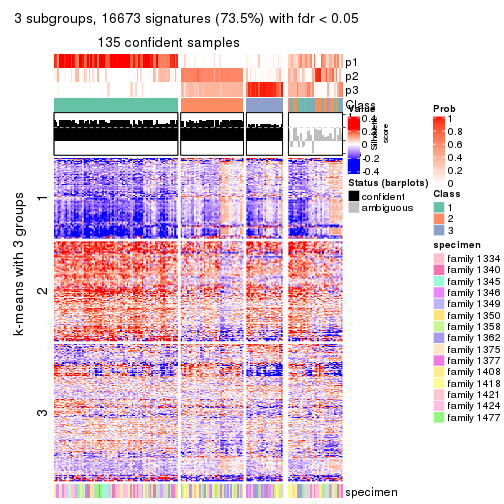 3 subgroups, 16673 signatures (73.5%) with fdr < 0.05
135 confident samples
p1
p2
p3
Class
1
2
3
k-means with 3 groups
specimen
Value
0.4
0.2
0
-0.2
-0.4
Silhouette
score
Status (barplots)
confident
ambiguous
Prob
1
0.8
0.6
0.4
0.2
0
Class
1
2
3
specimen
family 1334
family 1340
family 1345
family 1346
family 1349
family 1350
family 1358
family 1362
family 1375
family 1377
family 1408
family 1418
family 1421
family 1424
family 1477